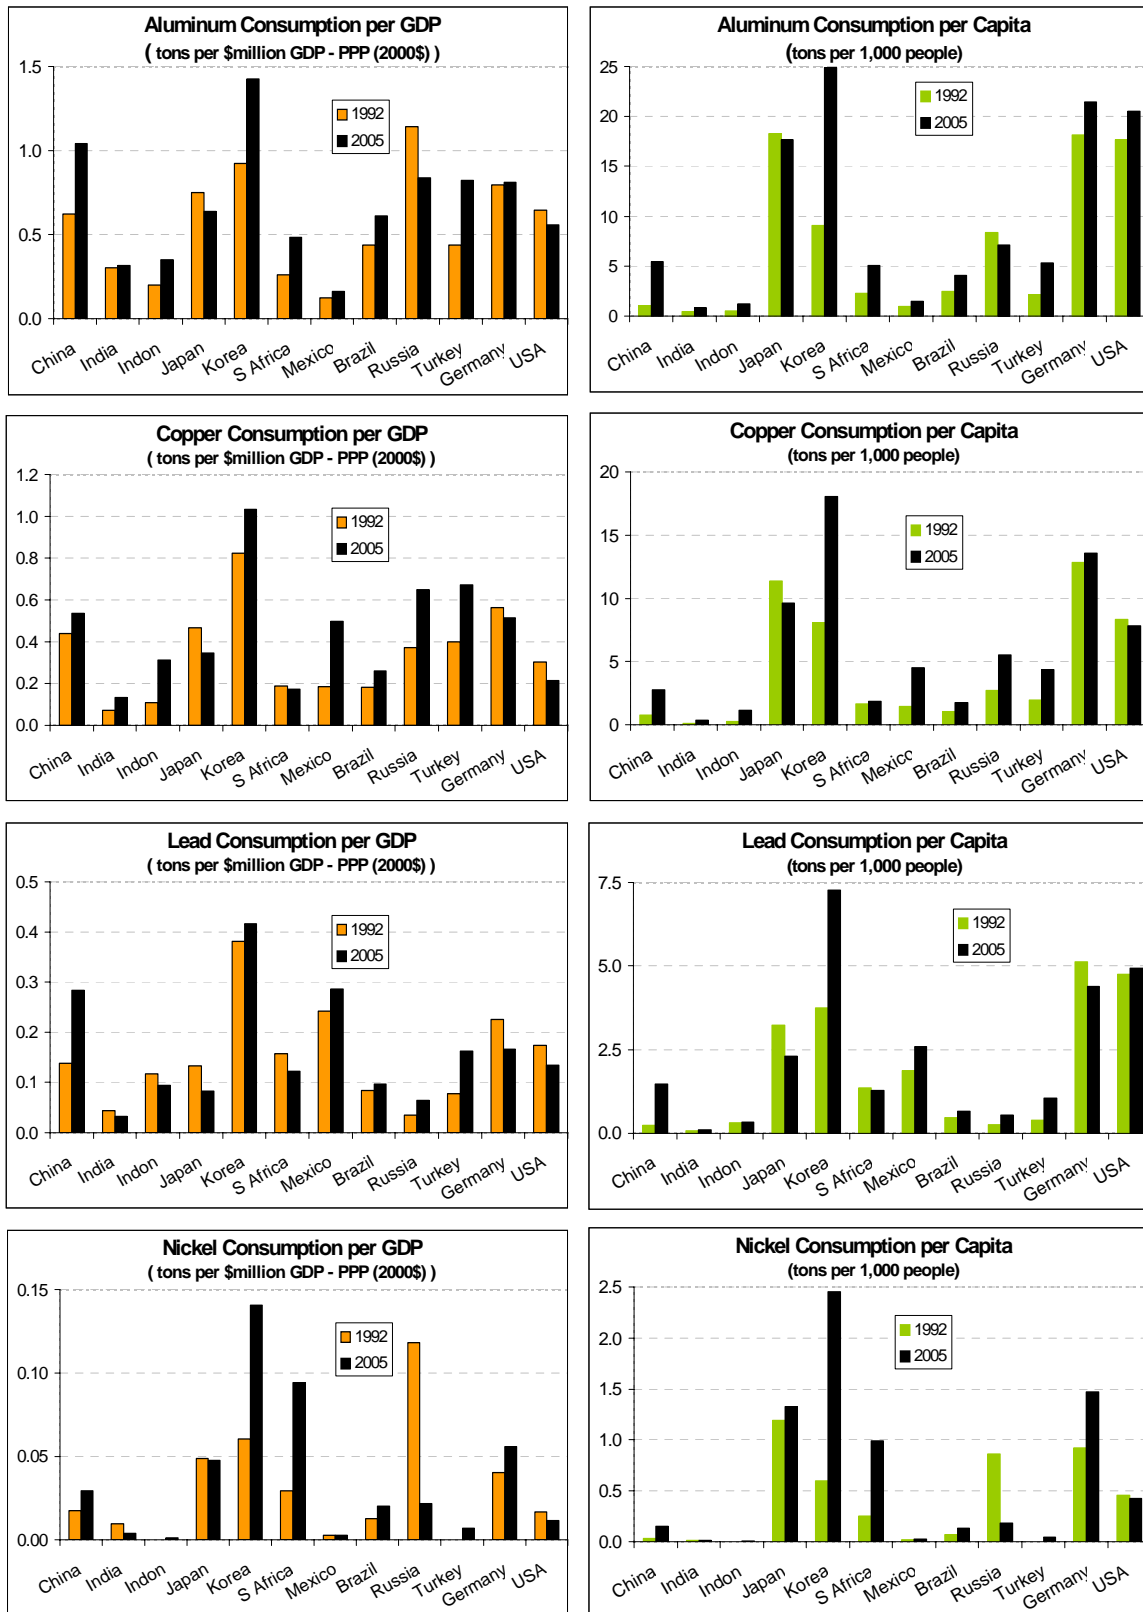 Aluminum Consumption per GDP
( tons per $million GDP - PPP (2000$) )
1.5
1.0
0.5
0.0
1992
2005
China India Indon Japan Korea S Africa Mexico Brazil Russia Turkey Germany USA
Aluminum Consumption per Capita
(tons per 1,000 people)
25
20
15
10
5
0
1992
2005
China India Indon Japan Korea S Africa Mexico Brazil Russia Turkey Germany USA
Copper Consumption per GDP
( tons per $million GDP - PPP (2000$) )
1.2
1.0
0.8
0.6
0.4
0.2
0.0
1992
2005
China India Indon Japan Korea S Africa Mexico Brazil Russia Turkey Germany USA
Copper Consumption per Capita
(tons per 1,000 people)
20
15
10
5
0
1992
2005
China India Indon Japan Korea S Africa Mexico Brazil Russia Turkey Germany USA
Lead Consumption per GDP
( tons per $million GDP - PPP (2000$) )
0.5
0.4
0.3
0.2
0.1
0.0
1992
2005
China India Indon Japan Korea S Africa Mexico Brazil Russia Turkey Germany USA
Lead Consumption per Capita
(tons per 1,000 people)
7.5
5.0
2.5
0.0
1992
2005
China India Indon Japan Korea S Africa Mexico Brazil Russia Turkey Germany USA
Nickel Consumption per GDP
( tons per $million GDP - PPP (2000$) )
0.15
0.10
0.05
0.00
1992
2005
China India Indon Japan Korea S Africa Mexico Brazil Russia Turkey Germany USA
Nickel Consumption per Capita
(tons per 1,000 people)
2.5
2.0
1.5
1.0
0.5
0.0
1992
2005
China India Indon Japan Korea S Africa Mexico Brazil Russia Turkey Germany USA